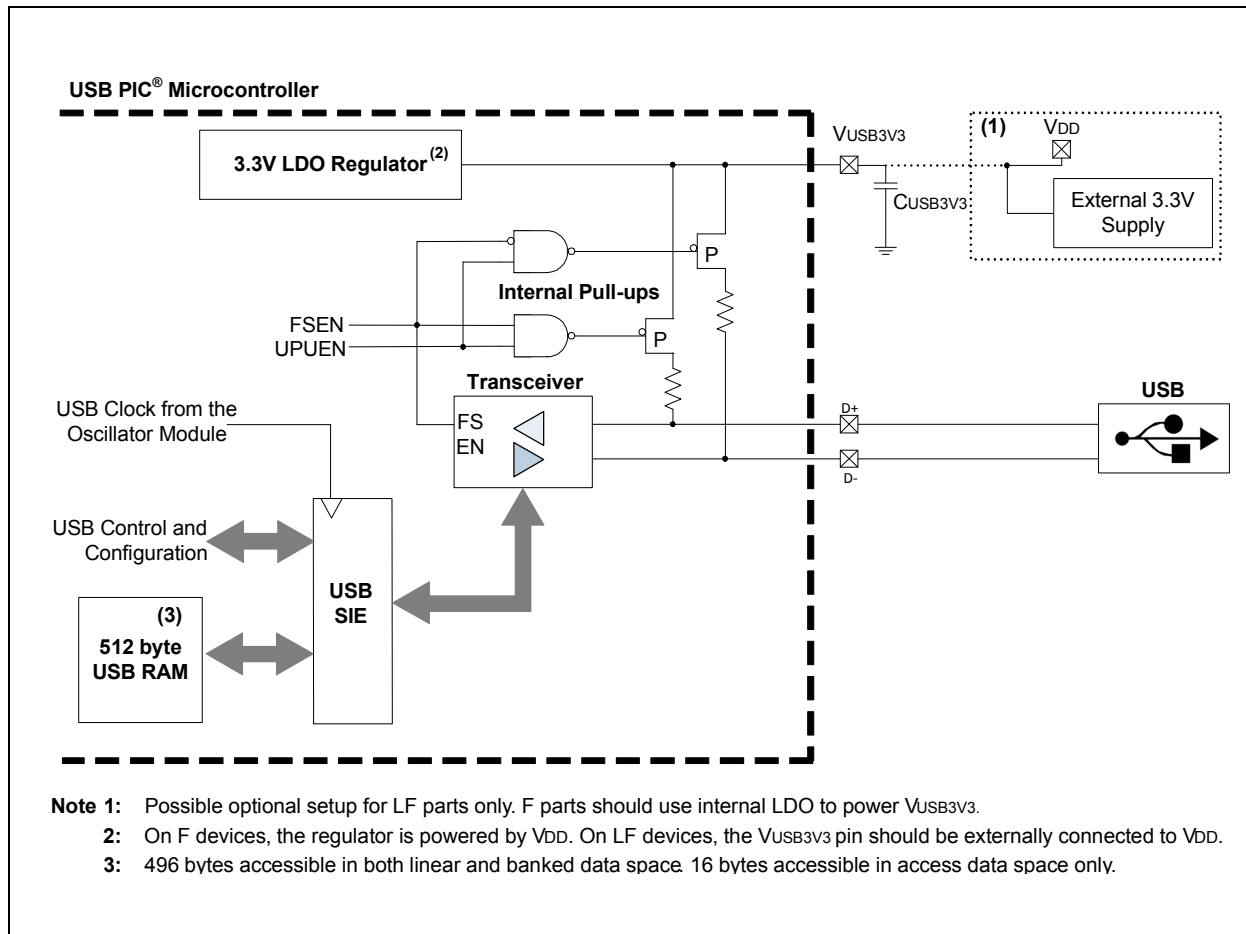 USB PIC® Microcontroller
3.3V LDO Regulator(2)
VUSB3V3
(1)
VDD
CUSB3V3
External 3.3V
Supply
P
Internal Pull-ups
FSEN
UPUEN
P
Transceiver
FS
EN
USB Clock from the
Oscillator Module
D+
D-
USB
USB Control and
Configuration
USB
SIE
(3)
512 byte
USB RAM
Note 1: Possible optional setup for LF parts only. F parts should use internal LDO to power VUSB3V3.
2: On F devices, the regulator is powered by VDD. On LF devices, the VUSB3V3 pin should be externally connected to VDD.
3: 496 bytes accessible in both linear and banked data space. 16 bytes accessible in access data space only.